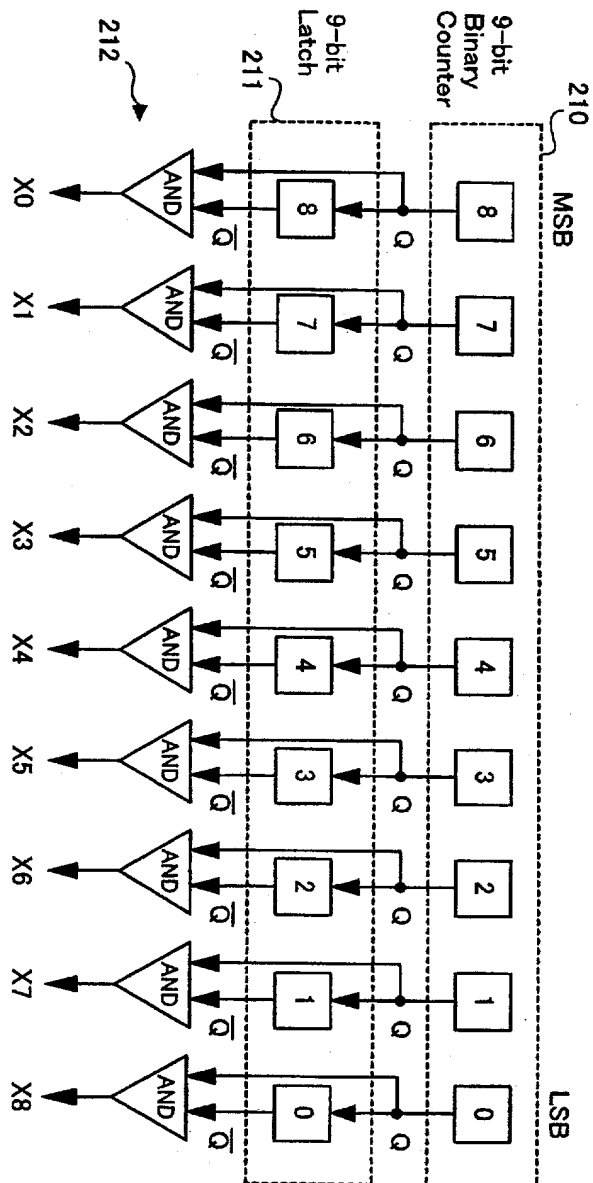 210
MSB
LSB
9-bit
Binary
Counter
8 7 6 5 4 3 2 1 0
Q Q Q Q Q Q Q Q Q
9-bit
Latch
211
8 7 6 5 4 3 2 1 0
Q̅ Q̅ Q̅ Q̅ Q̅ Q̅ Q̅ Q̅ Q̅
212
AND AND AND AND AND AND AND AND AND
X0 X1 X2 X3 X4 X5 X6 X7 X8